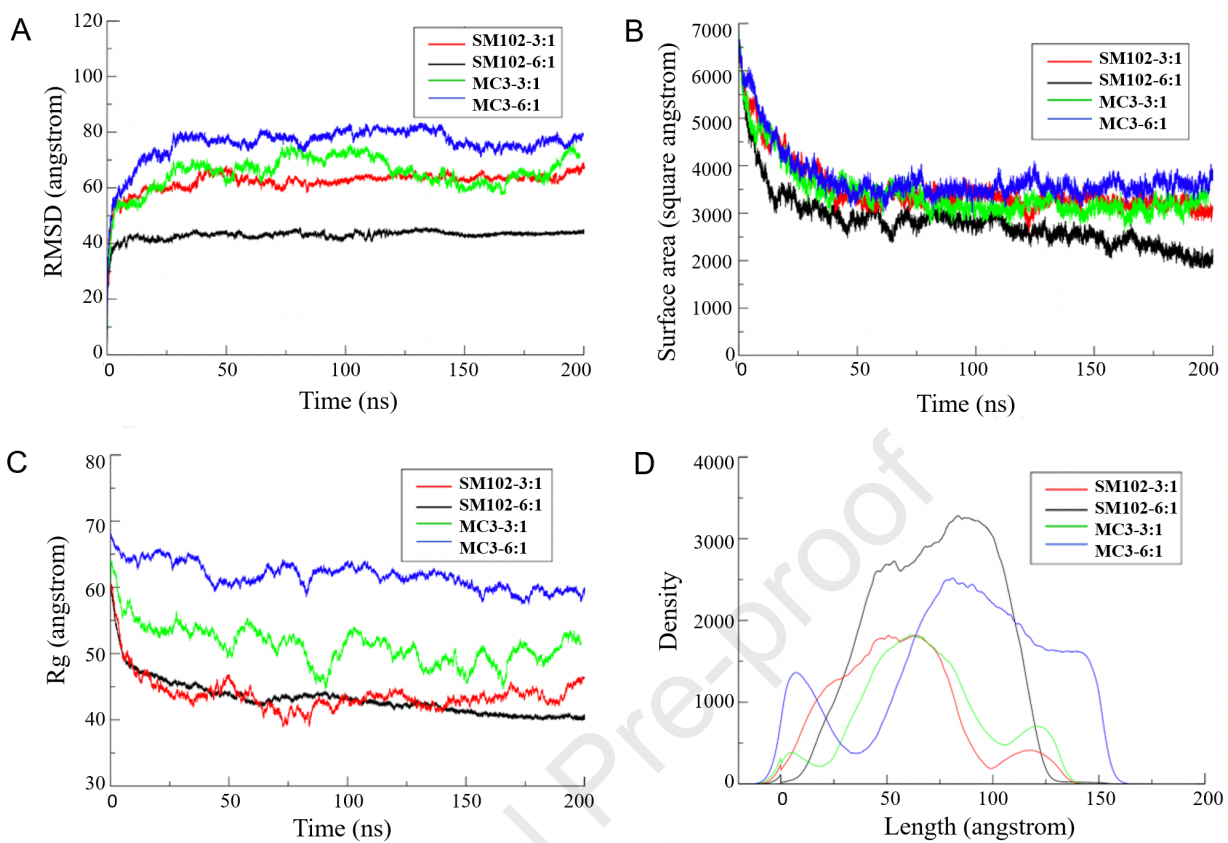 A
RMSD (angstrom)
120
100
80
60
40
20
0
0 50 100 150 200
Time (ns)
SM102-3:1
SM102-6:1
MC3-3:1
MC3-6:1
B
Surface area (square angstrom)
7000
6000
5000
4000
3000
2000
1000
0
0 50 100 150 200
Time (ns)
SM102-3:1
SM102-6:1
MC3-3:1
MC3-6:1
C
Rg (angstrom)
80
70
60
50
40
30
0 50 100 150 200
Time (ns)
SM102-3:1
SM102-6:1
MC3-3:1
MC3-6:1
D
Density
4000
3000
2000
1000
0
0 50 100 150 200
Length (angstrom)
SM102-3:1
SM102-6:1
MC3-3:1
MC3-6:1
Pre-proof